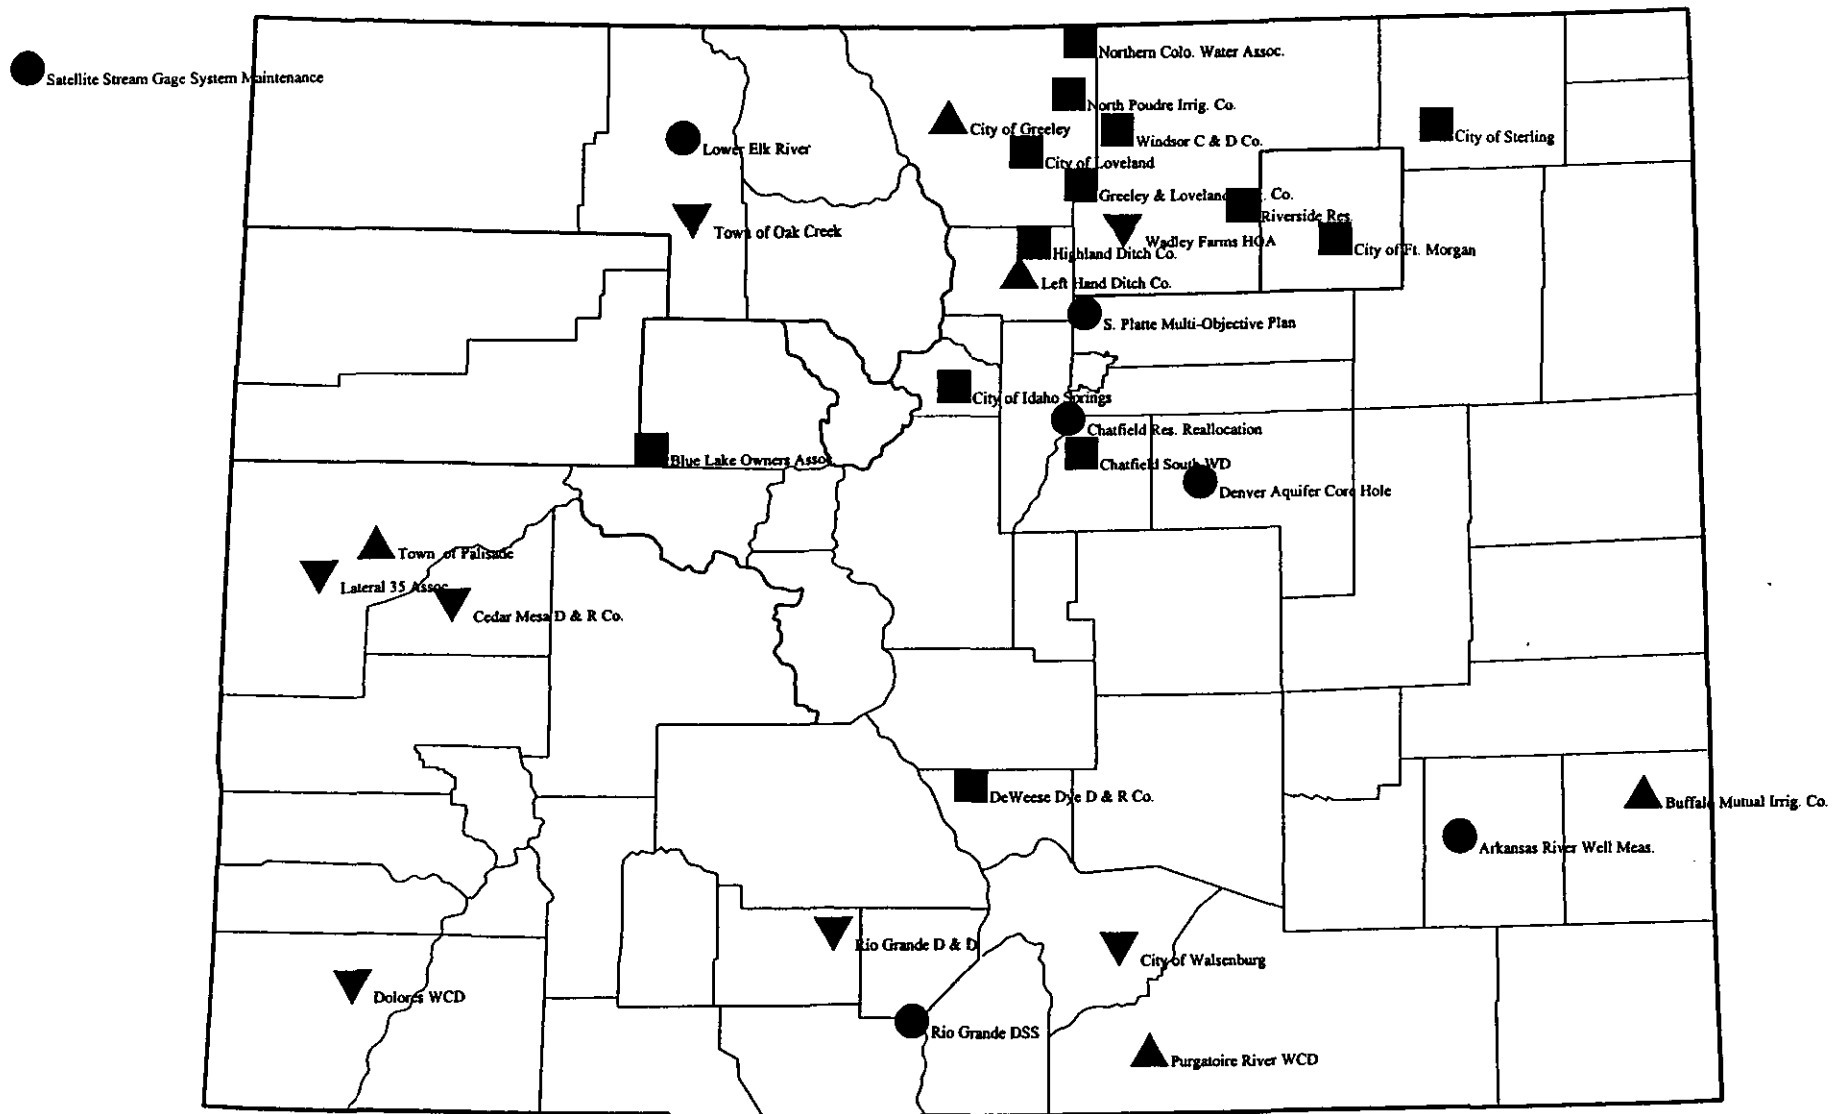 Northern Colo. Water Assoc.
Satellite Stream Gage System Maintenance
North Poudre Irrig. Co.
City of Greeley
City of Sterling
Windsor C & D Co.
Lower Elk River
City of Loveland
Greeley & Loveland . Co.
Riverside Res
Town of Oak Creek
Wadley Farms HOA
City of Ft. Morgan
Highland Ditch Co.
Left Hand Ditch Co.
S. Platte Multi-Objective Plan
City of Idaho Springs
Chatfield Res. Reallocation
Blue Lake Owners Assoc
Chatfield South WD
Denver Aquifer Core Hole
Town of Palisade
Lateral 35 Assoc
Cedar Mesa D & R Co.
DeWeese Dye D & R Co.
Buffalo Mutual Irrig. Co.
Arkansas River Well Meas.
Rio Grande D & D
City of Walsenburg
Dolores WCD
Rio Grande DSS
Purgatoire River WCD